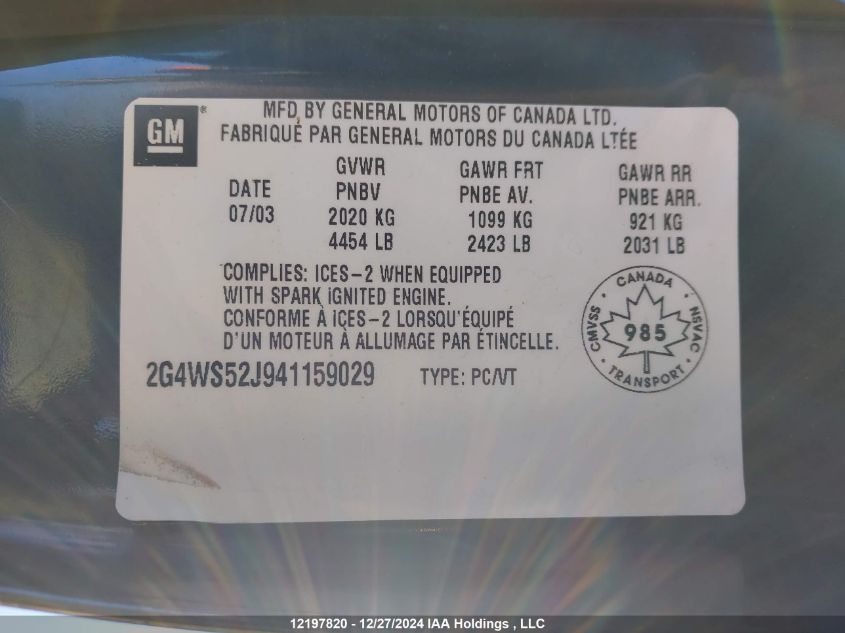 GM
MFD BY GENERAL MOTORS OF CANADA LTD.
FABRIQUÉ PAR GENERAL MOTORS DU CANADA LTÉE
DATE GVWR PNBV GAWR FRT PNBE AV. GAWR RR PNBE ARR.
07/03 2020 KG 1099 KG 921 KG
4454 LB 2423 LB 2031 LB
COMPLIES: ICES-2 WHEN EQUIPPED
WITH SPARK IGNITED ENGINE.
CONFORME À ICES-2 LORSQU'ÉQUIPÉ
D'UN MOTEUR À ALLUMAGE PAR ÉTINCELLE.
2G4WS52J941159029 TYPE: PC/VT
CANADA
CMVSS 985 NSVAC
TRANSPORT
12197820 - 12/27/2024 IAA Holdings , LLC